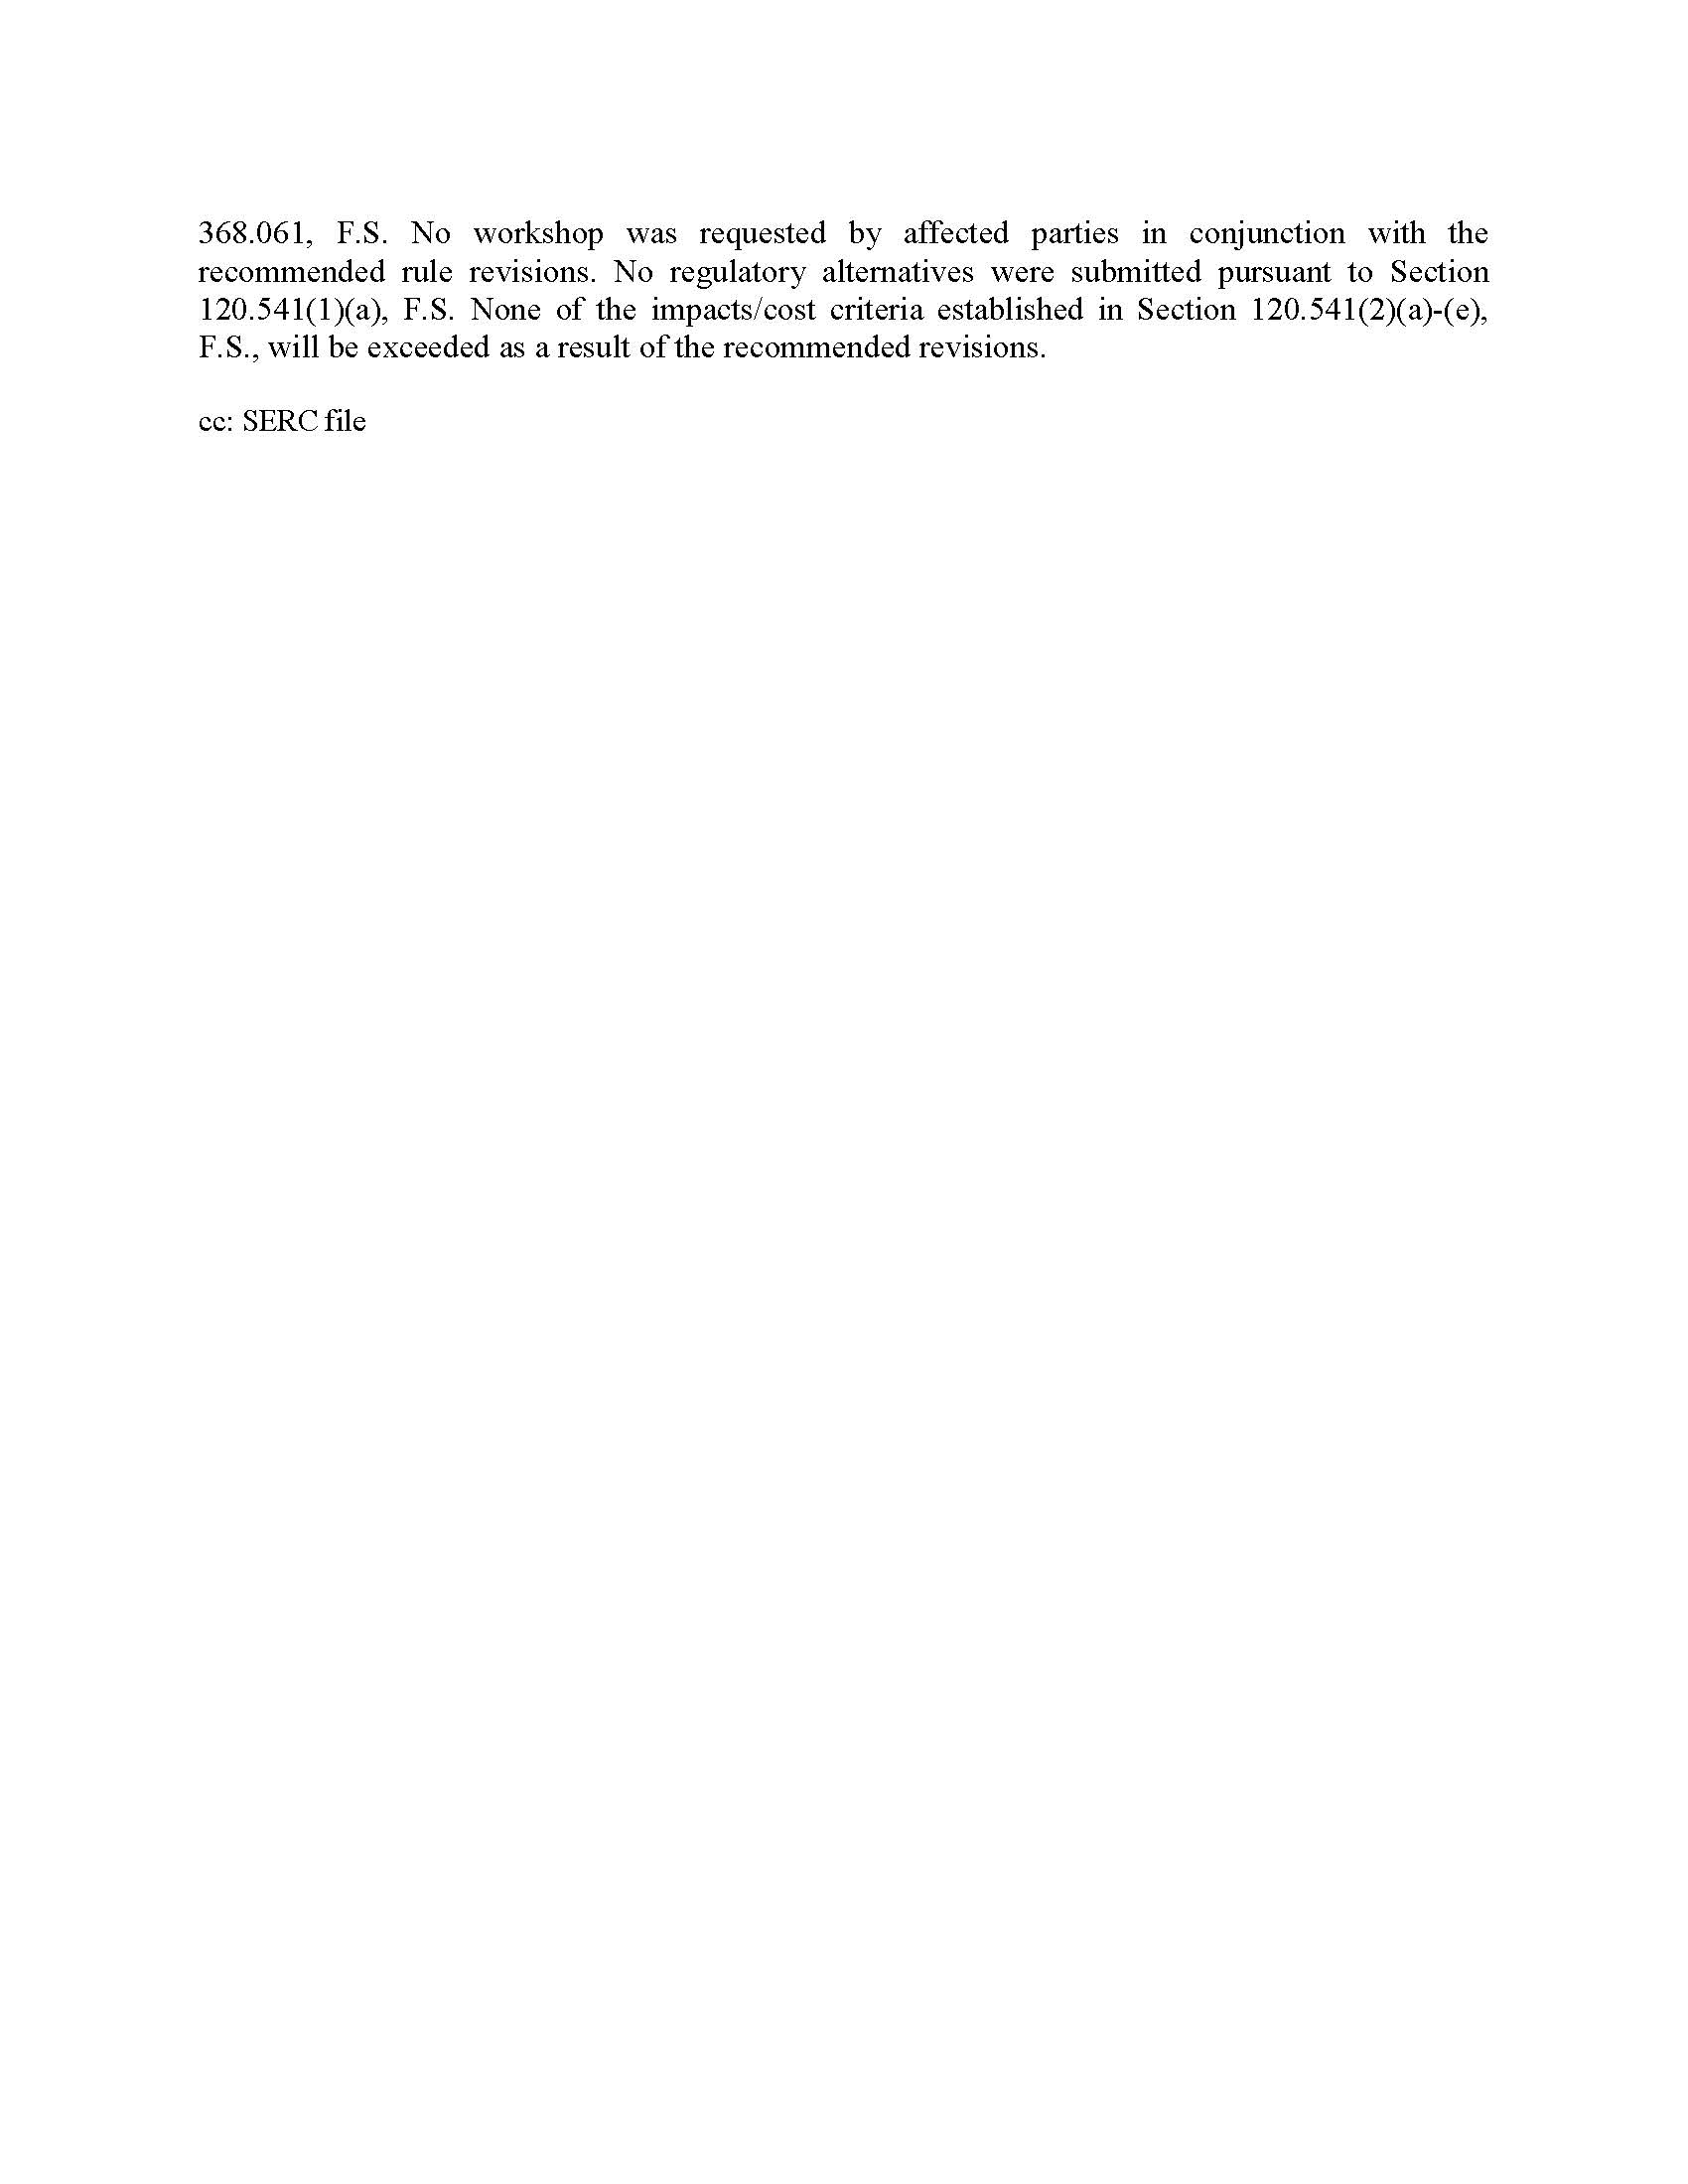 368.061, F.S. No workshop was requested by affected parties in conjunction with the
recommended rule revisions. No regulatory alternatives were submitted pursuant to Section
120.541(1)(a), F.S. None of the impacts/cost criteria established in Section 120.541(2)(a)-(e),
F.S., will be exceeded as a result of the recommended revisions.
cc: SERC file